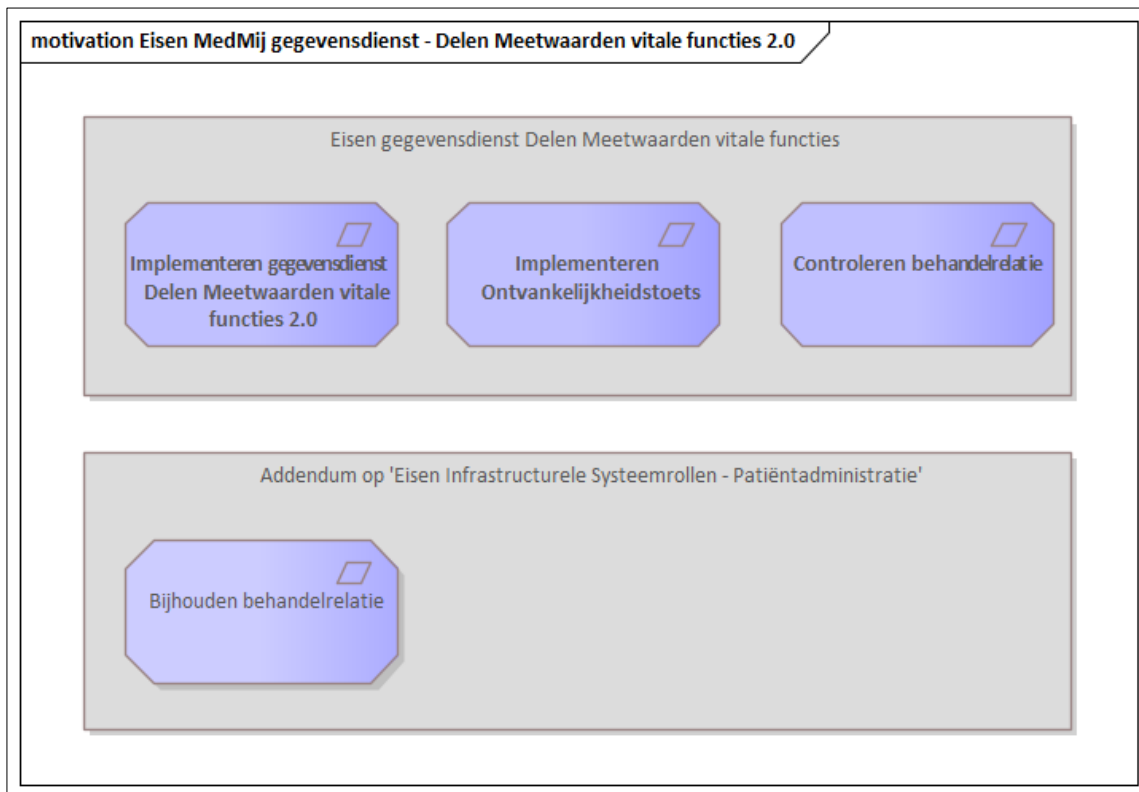 motivation Eisen MedMij gegevensdienst - Delen Meetwaarden vitale functies 2.0
Eisen gegevensdienst Delen Meetwaarden vitale functies
Implementeren gegevensdienst
Delen Meetwaarden vitale
functies 2.0
Implementeren
Ontvankelijkheidstoets
Controleren behandelrelatie
Addendum op 'Eisen Infrastructurele Systeemrollen - Patiëntadministratie'
Bijhouden behandelrelatie